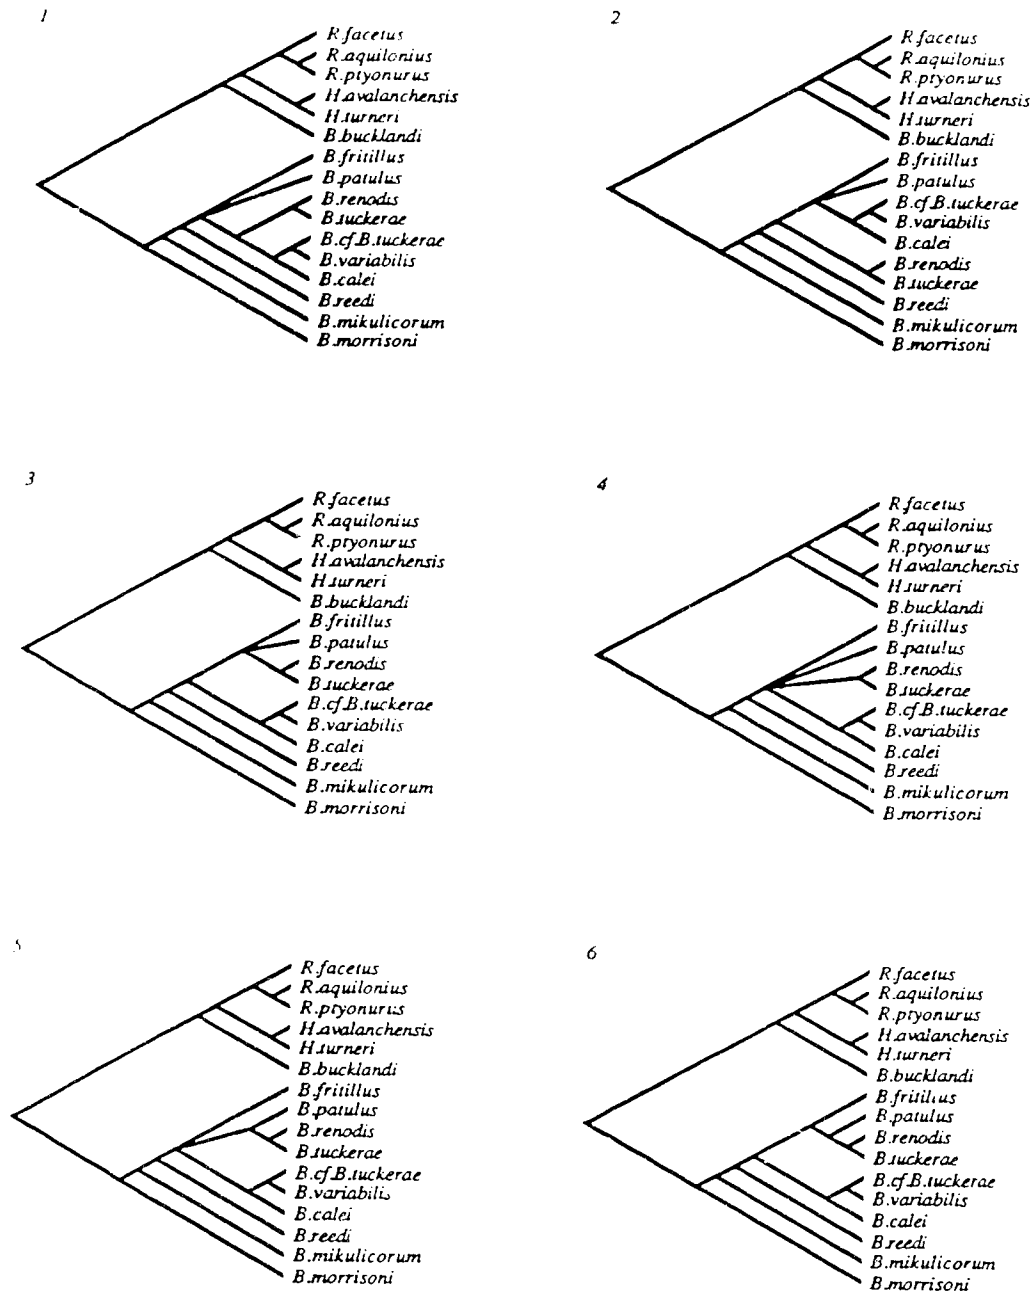 1
R.facetus
R.aquilonius
R.ptyonurus
H.avalanchensis
H.turneri
B.bucklandi
B.fritillus
B.patulus
B.renodis
B.tuckerae
B.cf.B.tuckerae
B.variabilis
B.calei
B.reedi
B.mikulicorum
B.morrisoni
2
R.facetus
R.aquilonius
R.ptyonurus
H.avalanchensis
H.turneri
B.bucklandi
B.fritillus
B.patulus
B.cf.B.tuckerae
B.variabilis
B.calei
B.renodis
B.tuckerae
B.reedi
B.mikulicorum
B.morrisoni
3
R.facetus
R.aquilonius
R.ptyonurus
H.avalanchensis
H.turneri
B.bucklandi
B.fritillus
B.patulus
B.renodis
B.tuckerae
B.cf.B.tuckerae
B.variabilis
B.calei
B.reedi
B.mikulicorum
B.morrisoni
4
R.facetus
R.aquilonius
R.ptyonurus
H.avalanchensis
H.turneri
B.bucklandi
B.fritillus
B.patulus
B.renodis
B.tuckerae
B.cf.B.tuckerae
B.variabilis
B.calei
B.reedi
B.mikulicorum
B.morrisoni
5
R.facetus
R.aquilonius
R.ptyonurus
H.avalanchensis
H.turneri
B.bucklandi
B.fritillus
B.patulus
B.renodis
B.tuckerae
B.cf.B.tuckerae
B.variabilis
B.calei
B.reedi
B.mikulicorum
B.morrisoni
6
R.facetus
R.aquilonius
R.ptyonurus
H.avalanchensis
H.turneri
B.bucklandi
B.fritillus
B.patulus
B.renodis
B.tuckerae
B.cf.B.tuckerae
B.variabilis
B.calei
B.reedi
B.mikulicorum
B.morrisoni